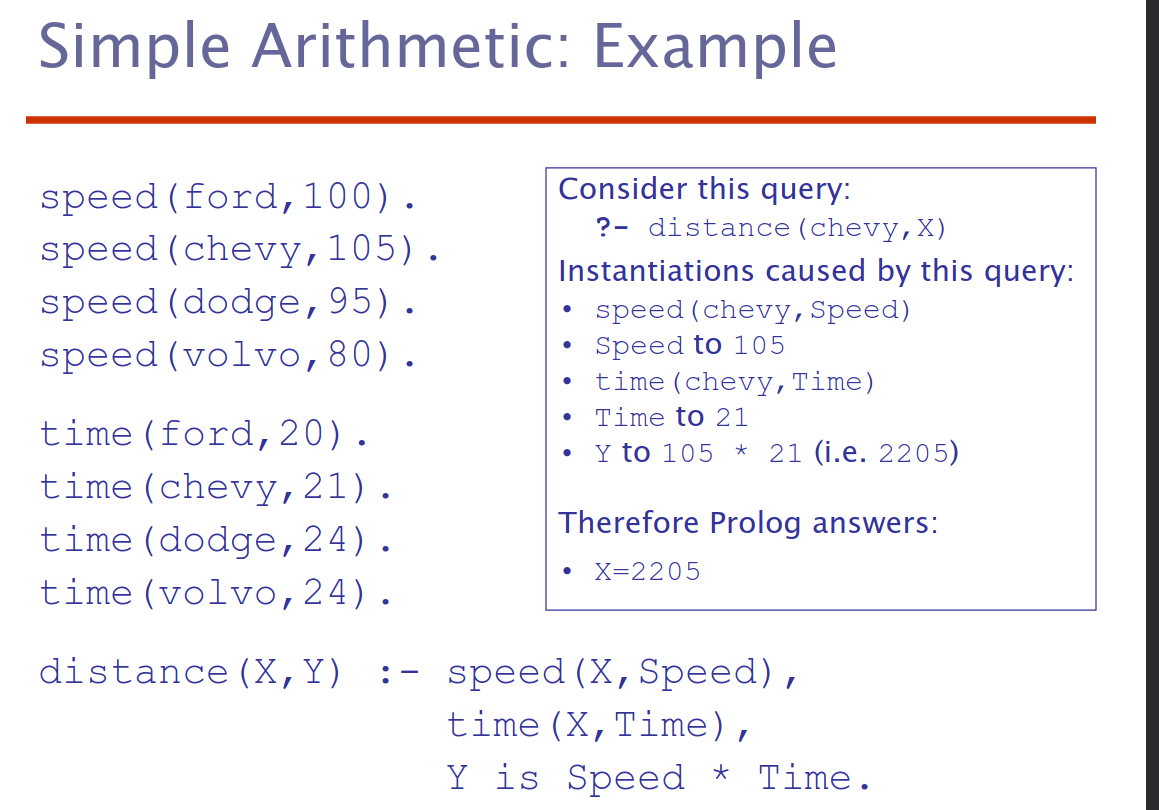 Simple Arithmetic: Example
speed(ford,100).
speed(chevy,105).
speed(dodge,95).
speed(volvo,80).
time(ford,20).
time(chevy,21).
time(dodge,24).
time(volvo,24).
distance(X,Y) :- speed(X,Speed),
time(X,Time),
Y is Speed * Time.
Consider this query:
?- distance(chevy,X)
Instantiations caused by this query:
• speed(chevy,Speed)
• Speed to 105
• time(chevy,Time)
• Time to 21
• Y to 105 * 21 (i.e. 2205)
Therefore Prolog answers:
• X=2205